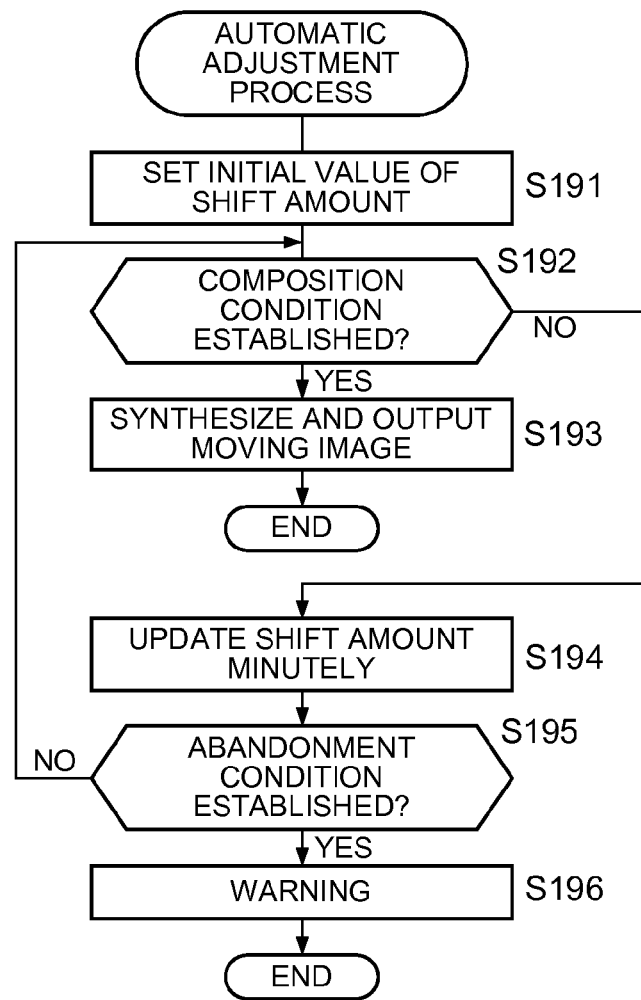 AUTOMATIC
ADJUSTMENT
PROCESS
SET INITIAL VALUE OF
SHIFT AMOUNT
S191
S192
COMPOSITION
CONDITION
ESTABLISHED?
NO
YES
SYNTHESIZE AND OUTPUT
MOVING IMAGE
S193
END
UPDATE SHIFT AMOUNT
MINUTELY
S194
S195
NO
ABANDONMENT
CONDITION
ESTABLISHED?
YES
WARNING
S196
END